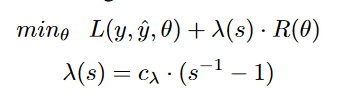 min_θ L(y, ŷ, θ) + λ(s) · R(θ)
λ(s) = c_λ · (s⁻¹ − 1)